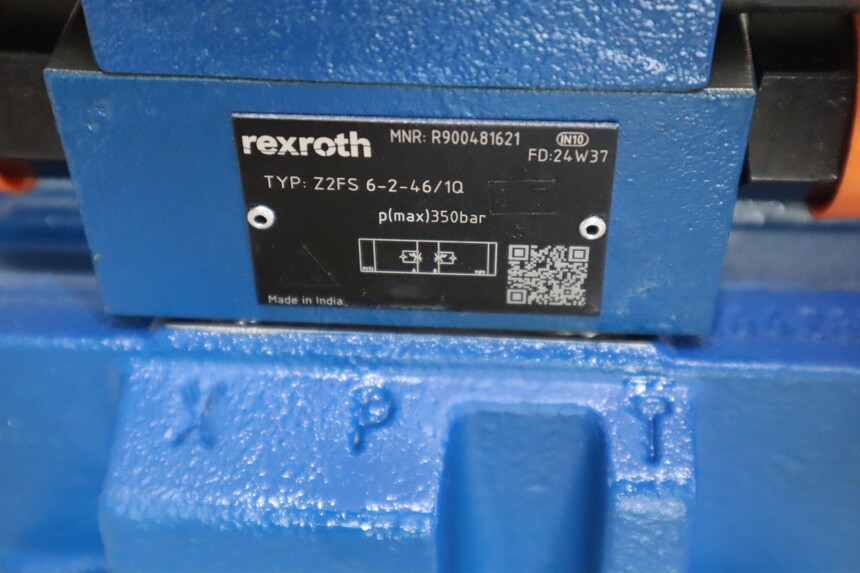 rexroth
MNR: R900481621
IN10
FD:24W37
TYP: Z2FS 6-2-46/1Q
p(max)350bar
Made in India
X P Y